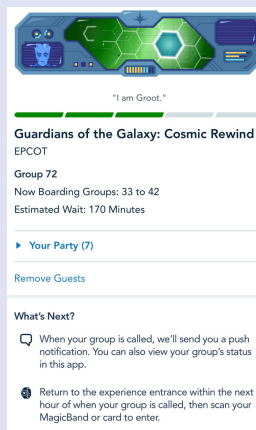 "I am Groot."
Guardians of the Galaxy: Cosmic Rewind
EPCOT
Group 72
Now Boarding Groups: 33 to 42
Estimated Wait: 170 Minutes
Your Party (7)
Remove Guests
What's Next?
When your group is called, we'll send you a push
notification. You can also view your group's status
in this app.
Return to the experience entrance within the next
hour of when your group is called, then scan your
MagicBand or card to enter.